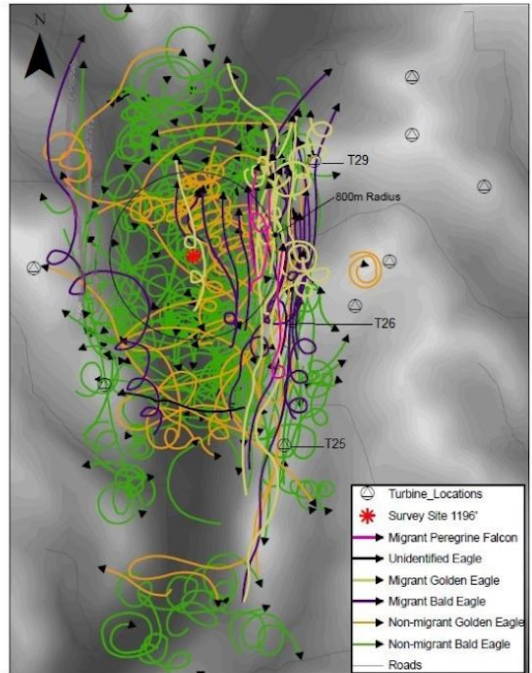 N
T29
800m Radius
T26
T25
Turbine_Locations
Survey Site 1196'
Migrant Peregrine Falcon
Unidentified Eagle
Migrant Golden Eagle
Migrant Bald Eagle
Non-migrant Golden Eagle
Non-migrant Bald Eagle
Roads